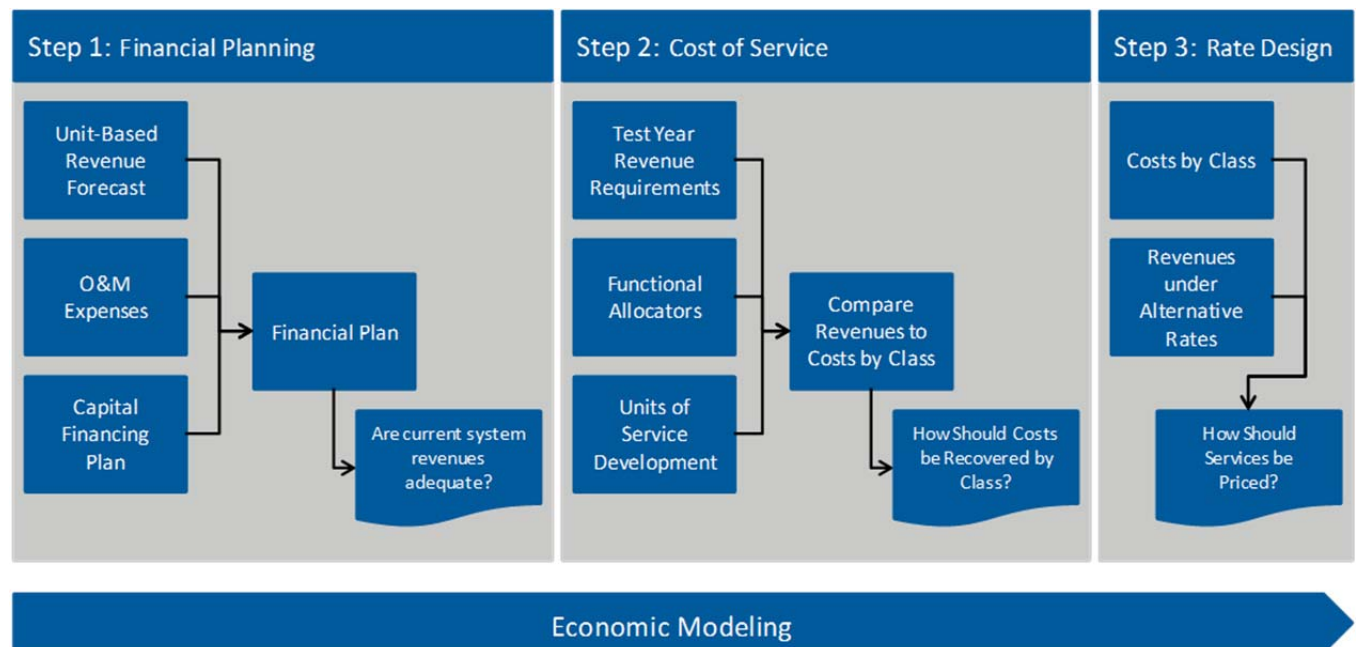 Step 1: Financial Planning
Unit-Based
Revenue
Forecast
O&M
Expenses
Capital
Financing
Plan
Financial Plan
Are current system
revenues
adequate?
Step 2: Cost of Service
Test Year
Revenue
Requirements
Functional
Allocators
Units of
Service
Development
Compare
Revenues to
Costs by Class
How Should Costs
be Recovered by
Class?
Step 3: Rate Design
Costs by Class
Revenues
under
Alternative
Rates
How Should
Services be
Priced?
Economic Modeling